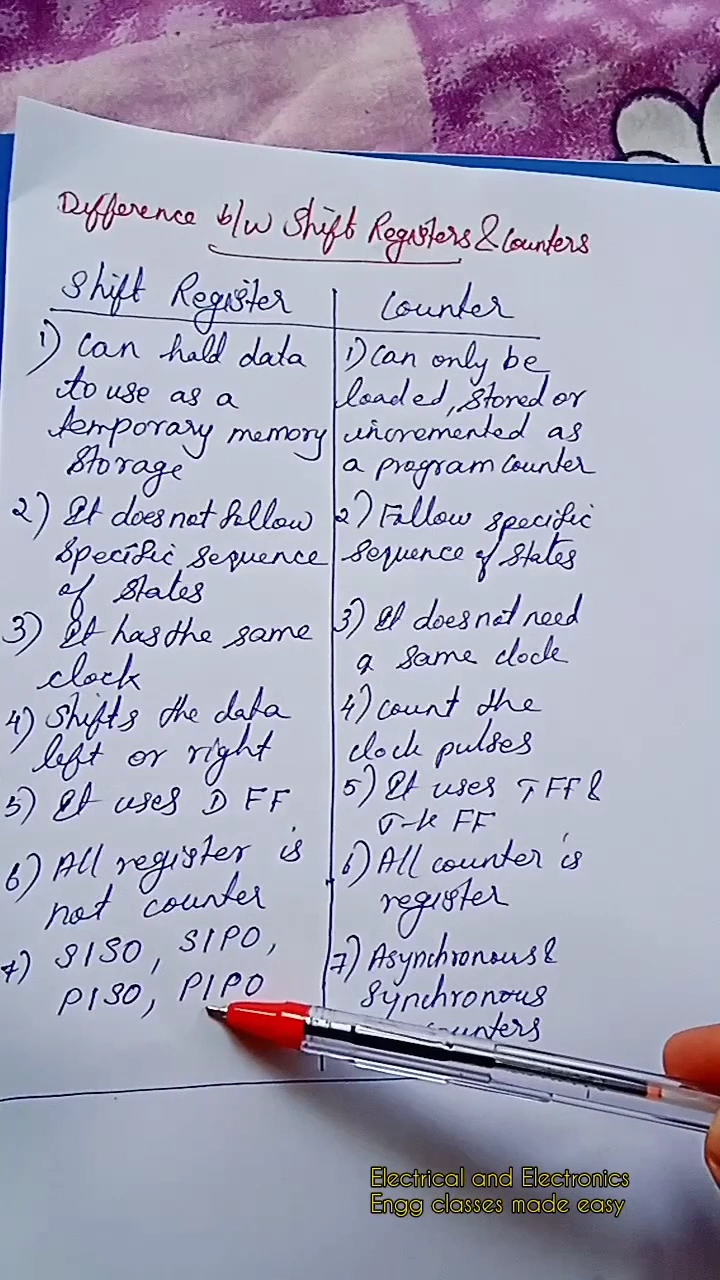 Difference b/w Shift Registers & Counters
Shift Register
1) Can hold data
to use as a
temporary memory
Storage
2) It does not follow
specific sequence
of states
3) It has the same
clock
4) Shifts the data
left or right
5) It uses D FF
6) All register is
not counter
7) SISO, SIPO,
PISO, PIPO
Counter
1) Can only be
loaded, stored or
incremented as
a program counter
2) Follow specific
sequence of states
3) It does not need
a same clock
4) Count the
clock pulses
5) It uses T FF &
J-K FF
6) All counter is
register
7) Asynchronous &
Synchronous
counters
Electrical and Electronics
Engg classes made easy